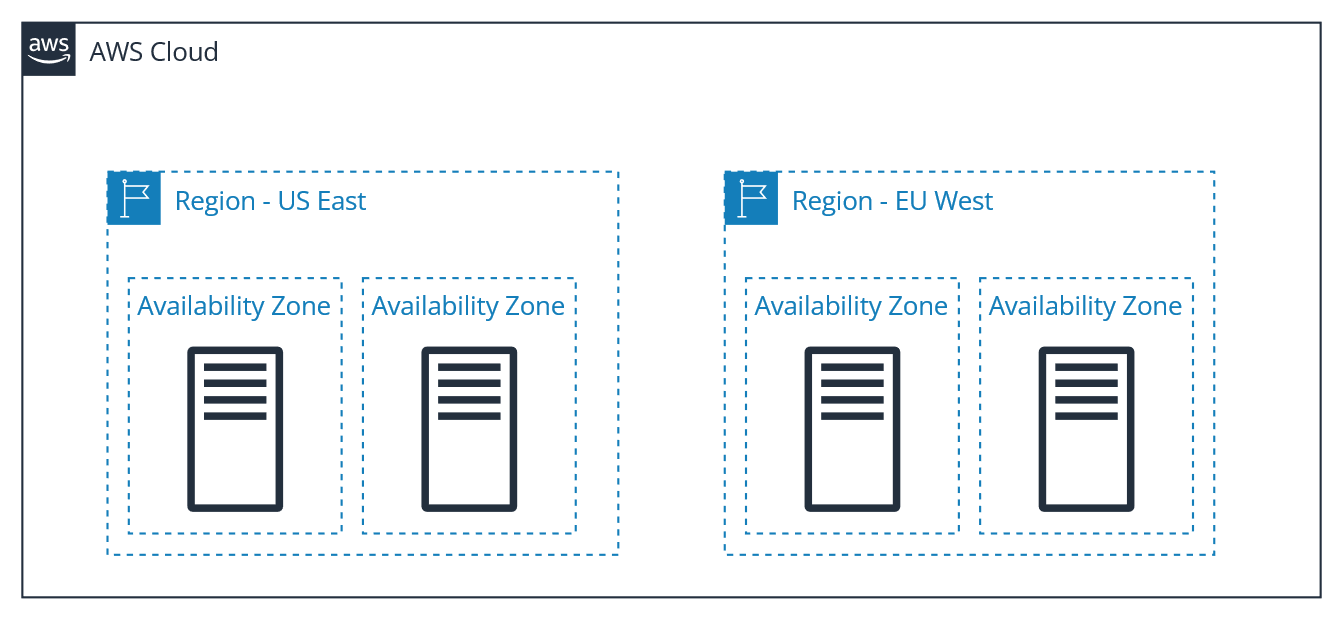 aws
AWS Cloud
Region - US East
Region - EU West
Availability Zone
Availability Zone
Availability Zone
Availability Zone